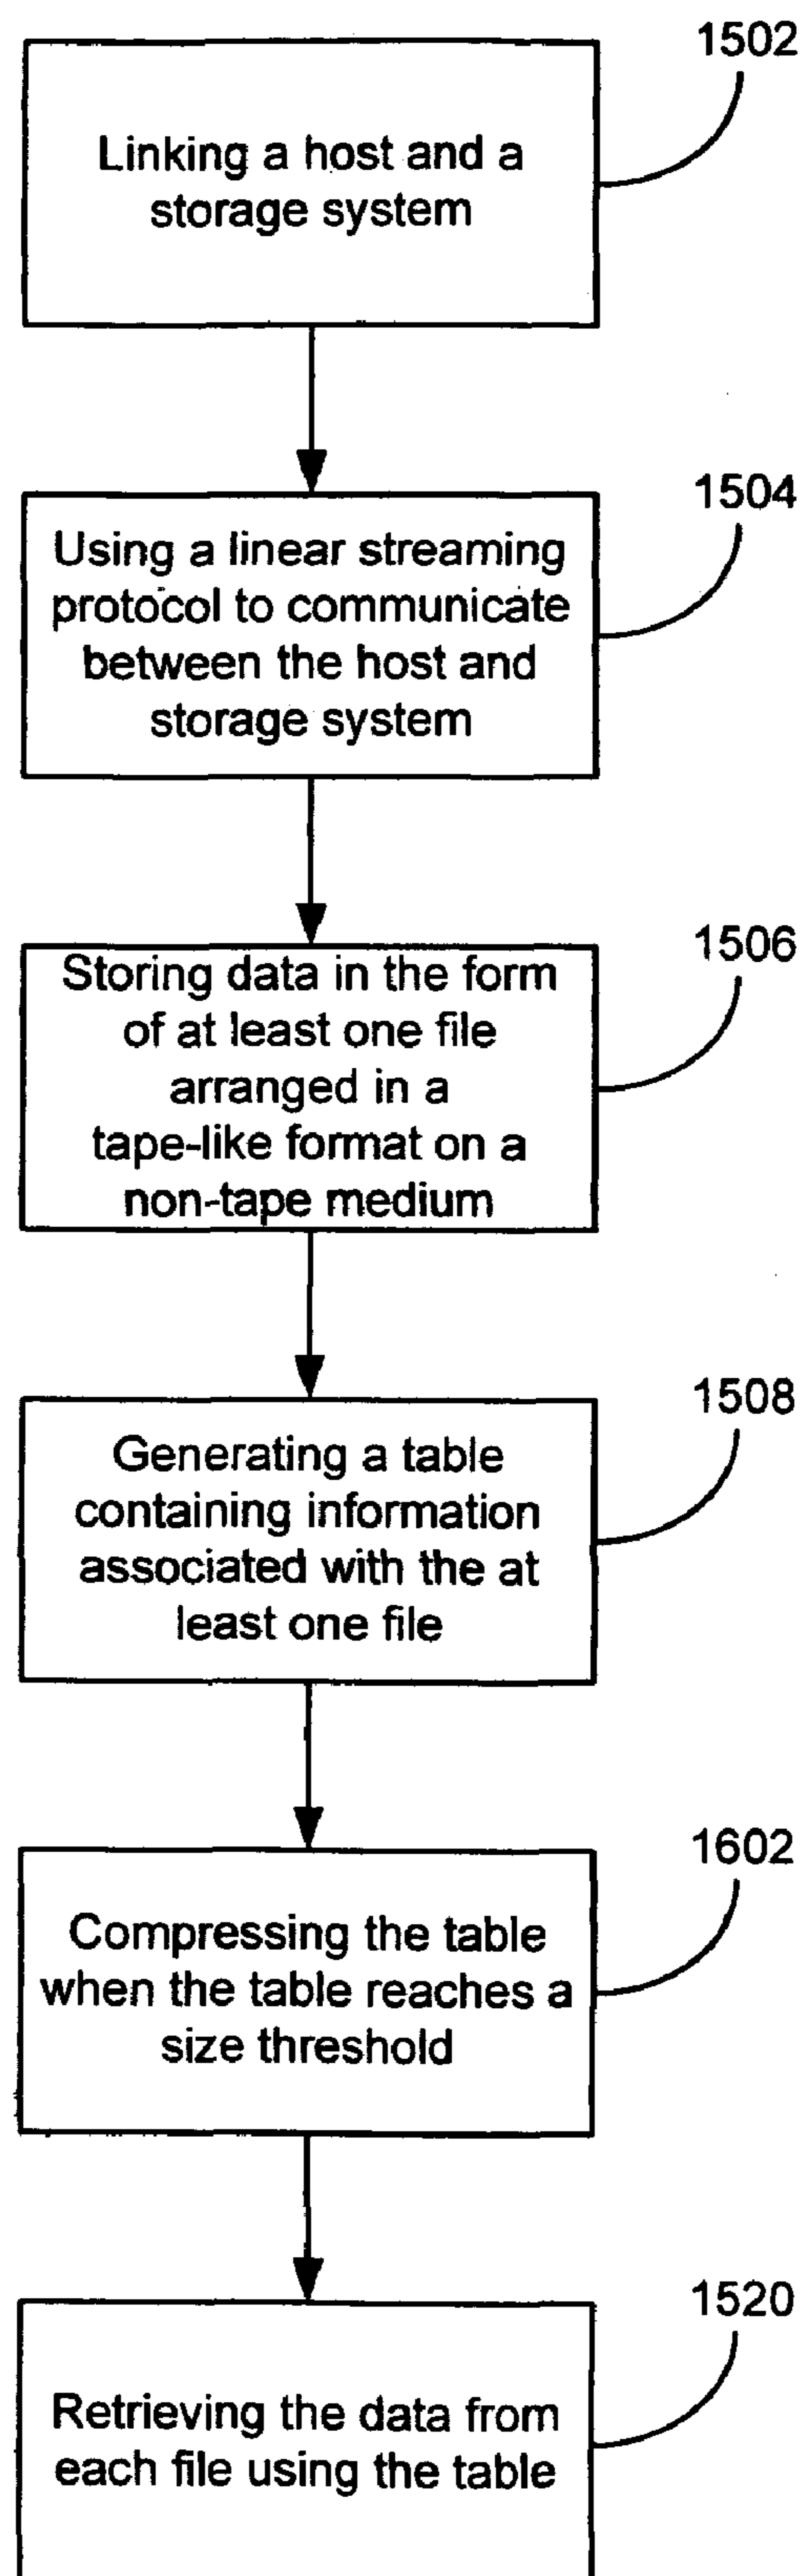 1502
Linking a host and a
storage system
1504
Using a linear streaming
protocol to communicate
between the host and
storage system
1506
Storing data in the form
of at least one file
arranged in a
tape-like format on a
non-tape medium
1508
Generating a table
containing information
associated with the at
least one file
1602
Compressing the table
when the table reaches a
size threshold
1520
Retrieving the data from
each file using the table